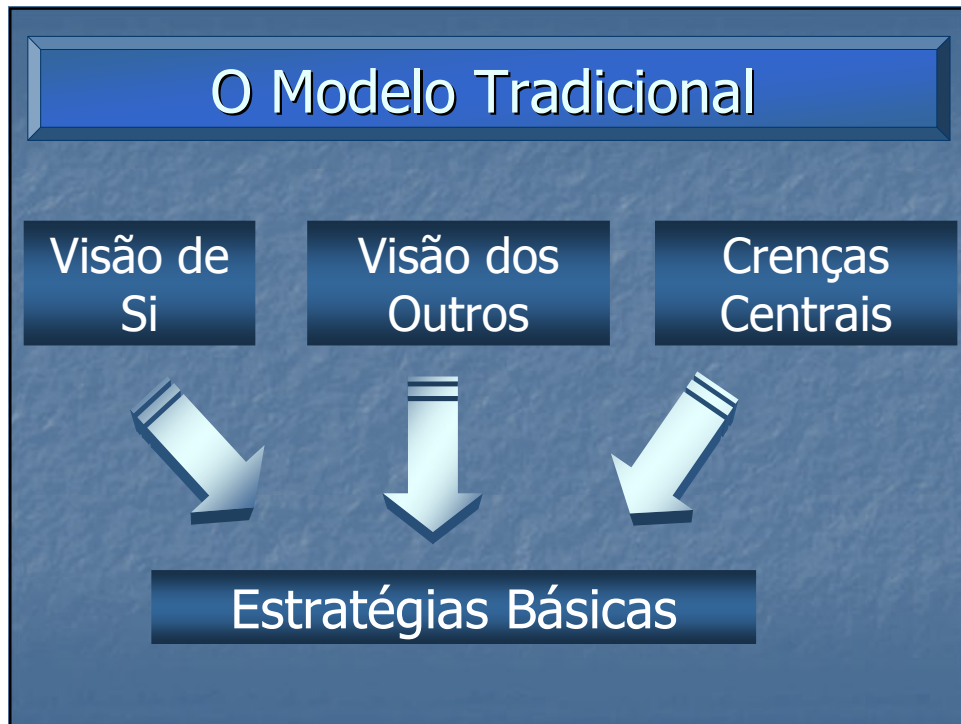 O Modelo Tradicional
Visão de
Si
Visão dos
Outros
Crenças
Centrais
Estratégias Básicas